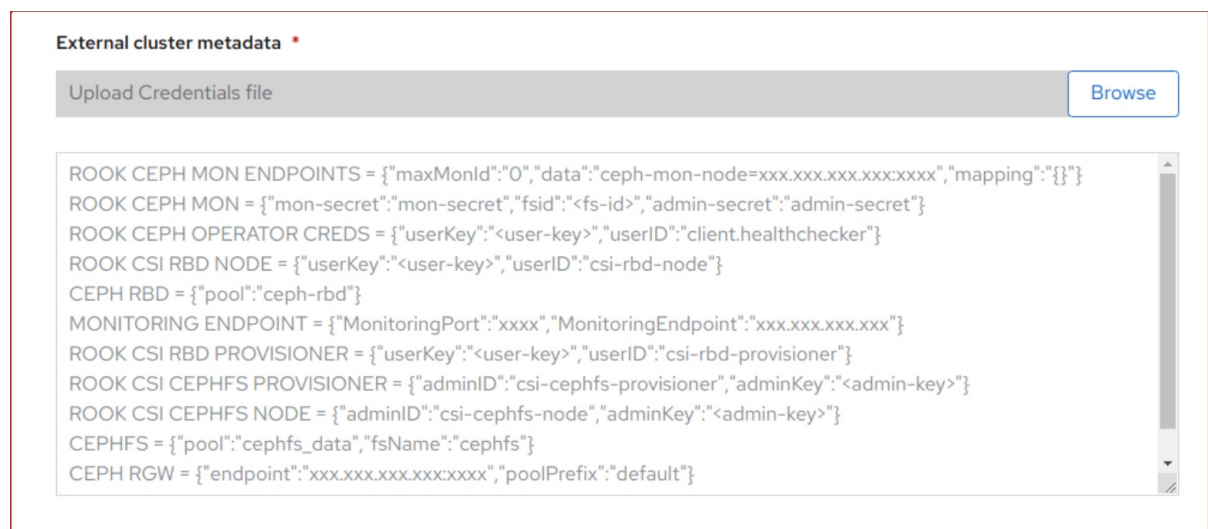 External cluster metadata *
Upload Credentials file
Browse
ROOK CEPH MON ENDPOINTS = {"maxMonId":"0","data":"ceph-mon-node=xxx.xxx.xxx.xxx:xxxx","mapping":"{}"}
ROOK CEPH MON = {"mon-secret":"mon-secret","fsid":"<fs-id>","admin-secret":"admin-secret"}
ROOK CEPH OPERATOR CREDS = {"userKey":"<user-key>","userID":"client.healthchecker"}
ROOK CSI RBD NODE = {"userKey":"<user-key>","userID":"csi-rbd-node"}
CEPH RBD = {"pool":"ceph-rbd"}
MONITORING ENDPOINT = {"MonitoringPort":"xxxx","MonitoringEndpoint":"xxx.xxx.xxx.xxx"}
ROOK CSI RBD PROVISIONER = {"userKey":"<user-key>","userID":"csi-rbd-provisioner"}
ROOK CSI CEPHFS PROVISIONER = {"adminID":"csi-cephfs-provisioner","adminKey":"<admin-key>"}
ROOK CSI CEPHFS NODE = {"adminID":"csi-cephfs-node","adminKey":"<admin-key>"}
CEPHFS = {"pool":"cephfs_data","fsName":"cephfs"}
CEPH RGW = {"endpoint":"xxx.xxx.xxx.xxx:xxxx","poolPrefix":"default"}